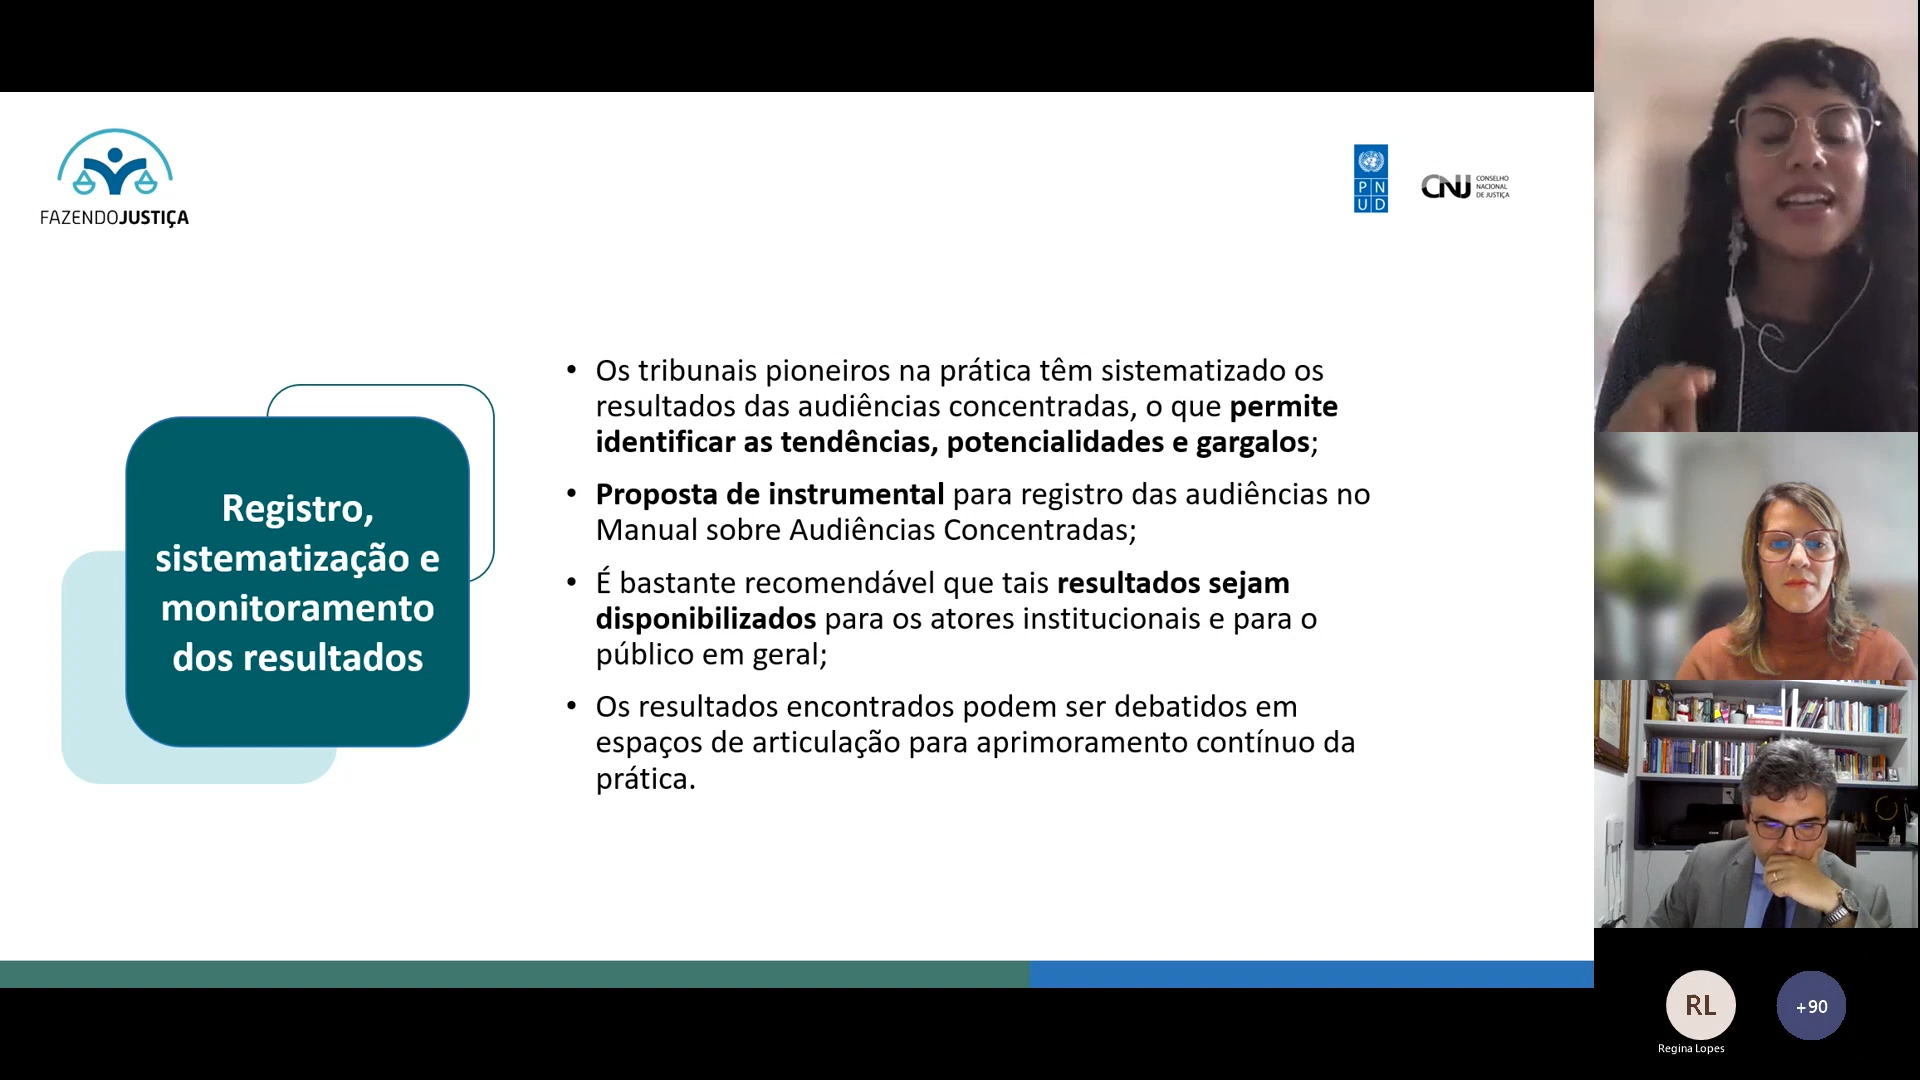 FAZENDOJUSTIÇA
P N
U D
CNJ
CONSELHO
NACIONAL
DE JUSTIÇA
Registro,
sistematização e
monitoramento
dos resultados
• Os tribunais pioneiros na prática têm sistematizado os
resultados das audiências concentradas, o que permite
identificar as tendências, potencialidades e gargalos;
• Proposta de instrumental para registro das audiências no
Manual sobre Audiências Concentradas;
• É bastante recomendável que tais resultados sejam
disponibilizados para os atores institucionais e para o
público em geral;
• Os resultados encontrados podem ser debatidos em
espaços de articulação para aprimoramento contínuo da
prática.
RL
+90
Regina Lopes